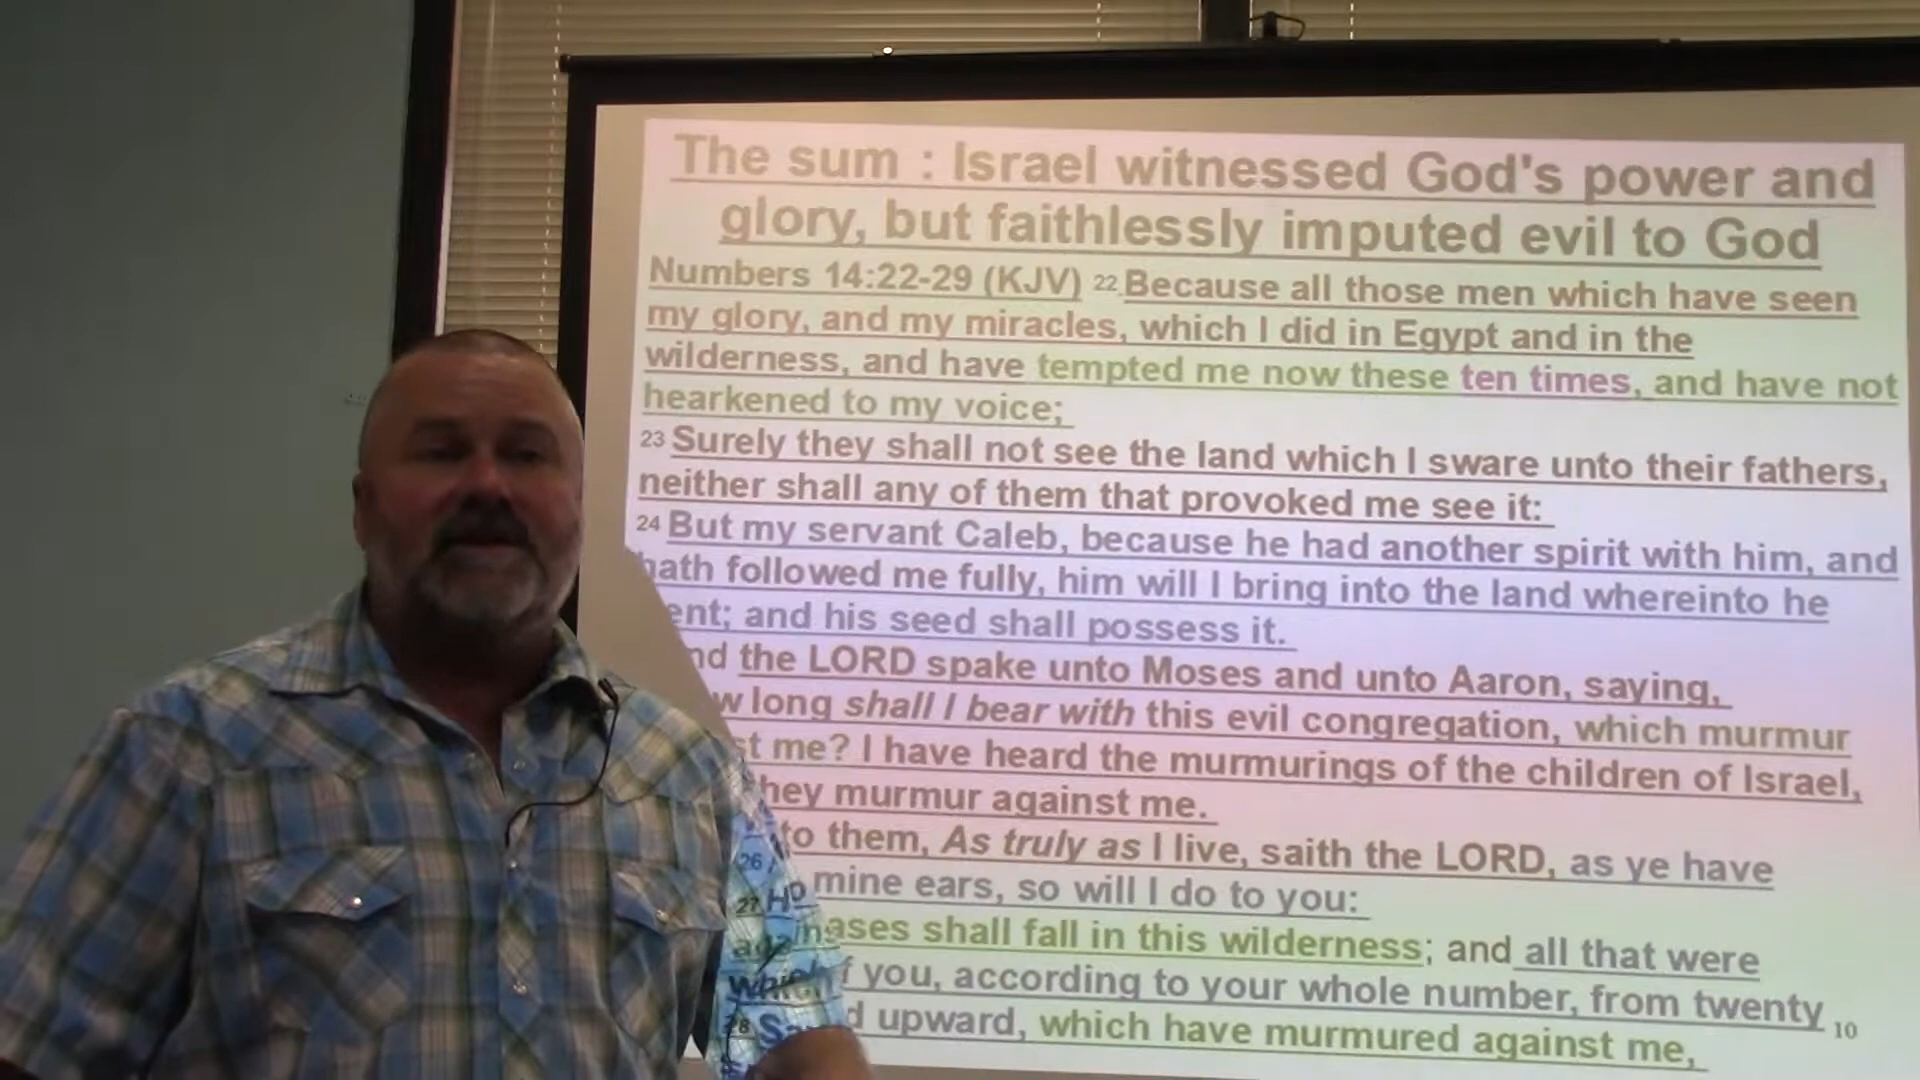 The sum : Israel witnessed God's power and
glory, but faithlessly imputed evil to God
Numbers 14:22-29 (KJV) 22 Because all those men which have seen
my glory, and my miracles, which I did in Egypt and in the
wilderness, and have tempted me now these ten times, and have not
hearkened to my voice;
23 Surely they shall not see the land which I sware unto their fathers,
neither shall any of them that provoked me see it:
24 But my servant Caleb, because he had another spirit with him, and
hath followed me fully, him will I bring into the land whereinto he
ent; and his seed shall possess it.
nd the LORD spake unto Moses and unto Aaron, saying,
26
w long shall I bear with this evil congregation, which murmur
27 Ho
st me? I have heard the murmurings of the children of Israel,
aga
hey murmur against me.
which
to them, As truly as I live, saith the LORD, as ye have
28 Sa
mine ears, so will I do to you:
ases shall fall in this wilderness; and all that were
f you, according to your whole number, from twenty
d upward, which have murmured against me,
10